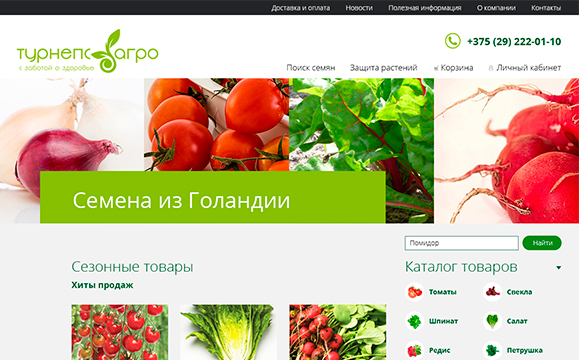 Доставка и оплата Новости Полезная информация О компании Контакты
турнепс агро
с заботой о здоровье
+375 (29) 222-01-10
Поиск семян Защита растений Корзина Личный кабинет
Семена из Голандии
Помидор Найти
Сезонные товары
Хиты продаж
Каталог товаров
Томаты Свекла
Шпинат Салат
Редис Петрушка